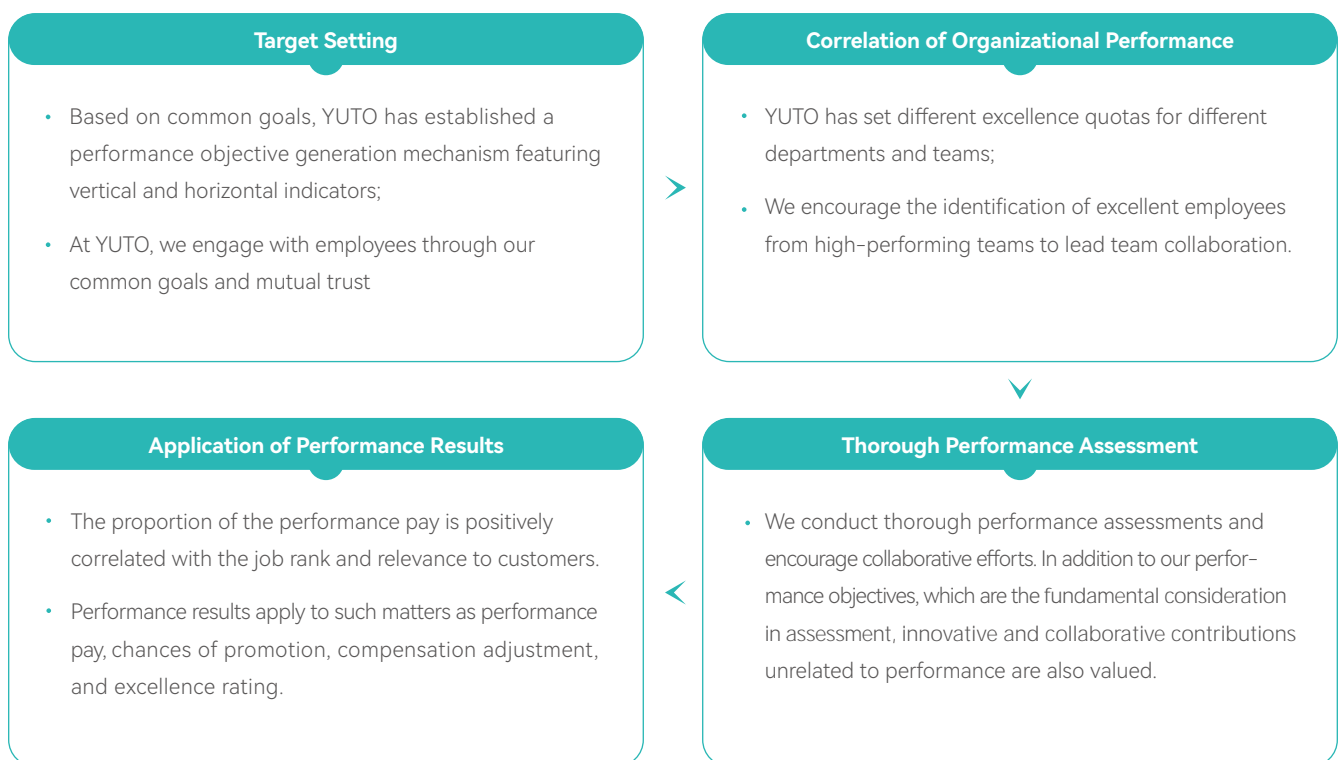 Target Setting
• Based on common goals, YUTO has established a
performance objective generation mechanism featuring
vertical and horizontal indicators;
• At YUTO, we engage with employees through our
common goals and mutual trust
Correlation of Organizational Performance
• YUTO has set different excellence quotas for different
departments and teams;
• We encourage the identification of excellent employees
from high-performing teams to lead team collaboration.
Thorough Performance Assessment
• We conduct thorough performance assessments and
encourage collaborative efforts. In addition to our perfor-
mance objectives, which are the fundamental consideration
in assessment, innovative and collaborative contributions
unrelated to performance are also valued.
Application of Performance Results
• The proportion of the performance pay is positively
correlated with the job rank and relevance to customers.
• Performance results apply to such matters as performance
pay, chances of promotion, compensation adjustment,
and excellence rating.